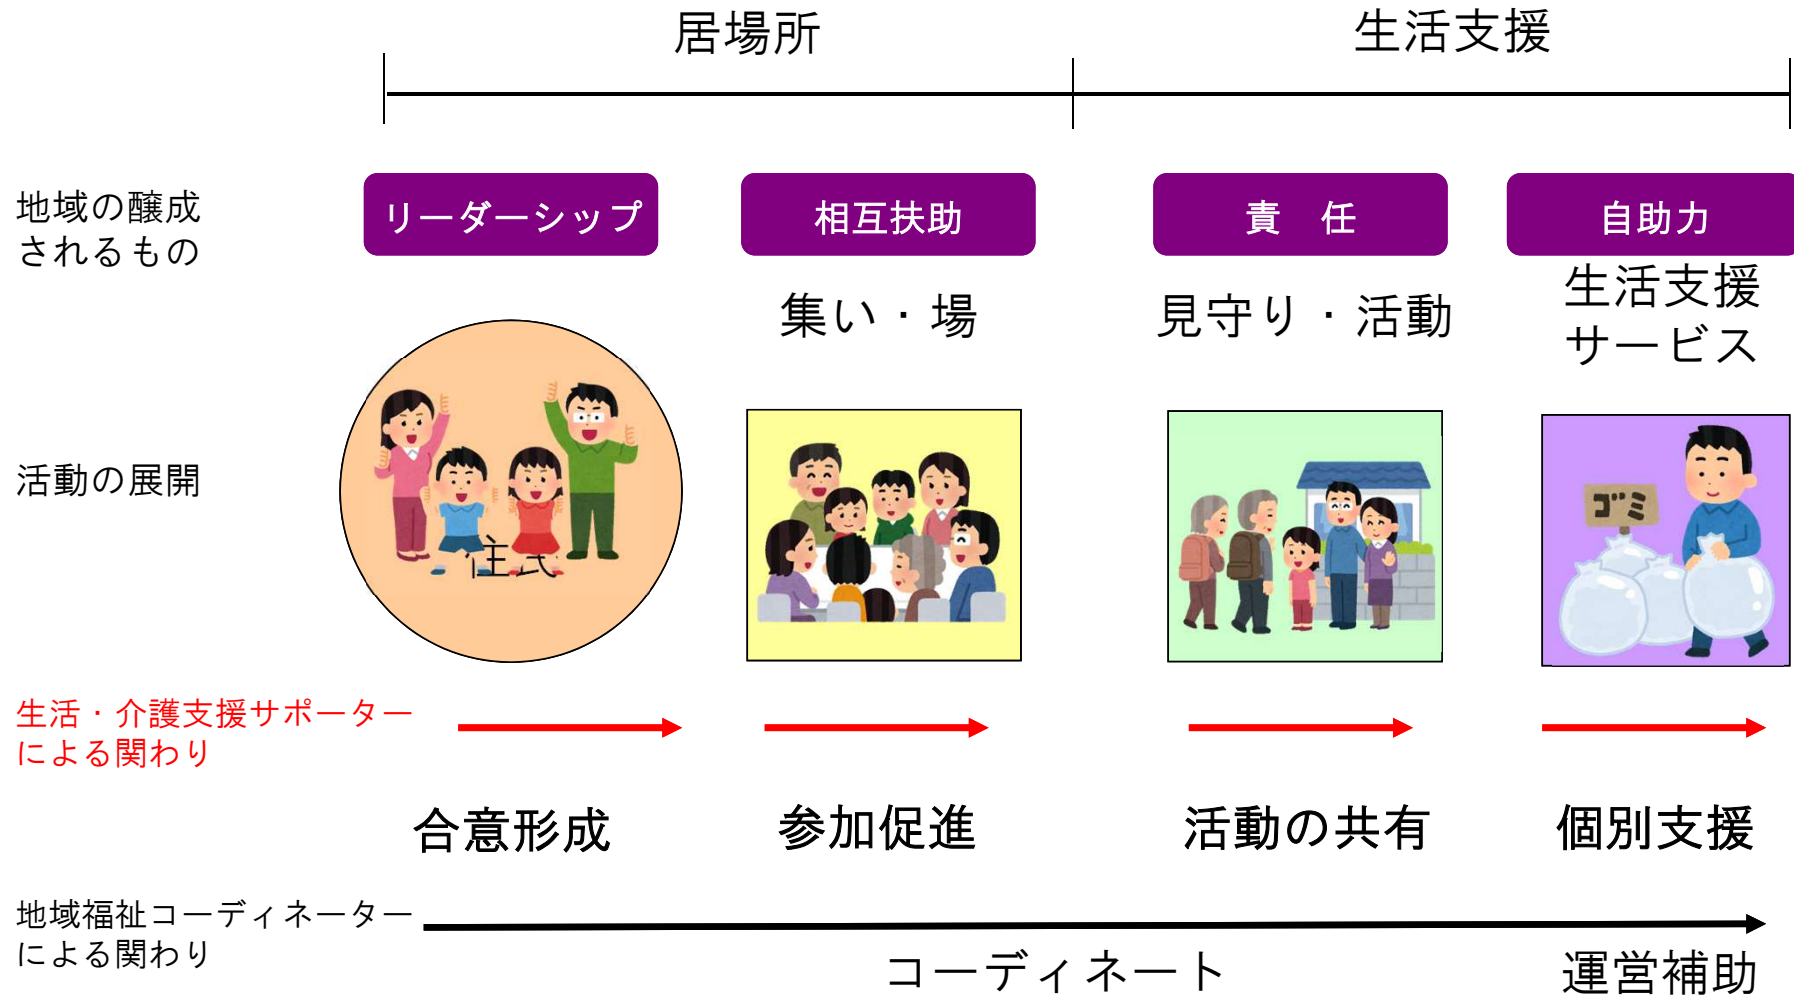 居場所
生活支援
地域の醸成
されるもの
リーダーシップ
相互扶助
責　任
自助力
集い・場
見守り・活動
生活支援
サービス
活動の展開
ゴミ
生活・介護支援サポーター
による関わり
合意形成
参加促進
活動の共有
個別支援
地域福祉コーディネーター
による関わり
コーディネート
運営補助